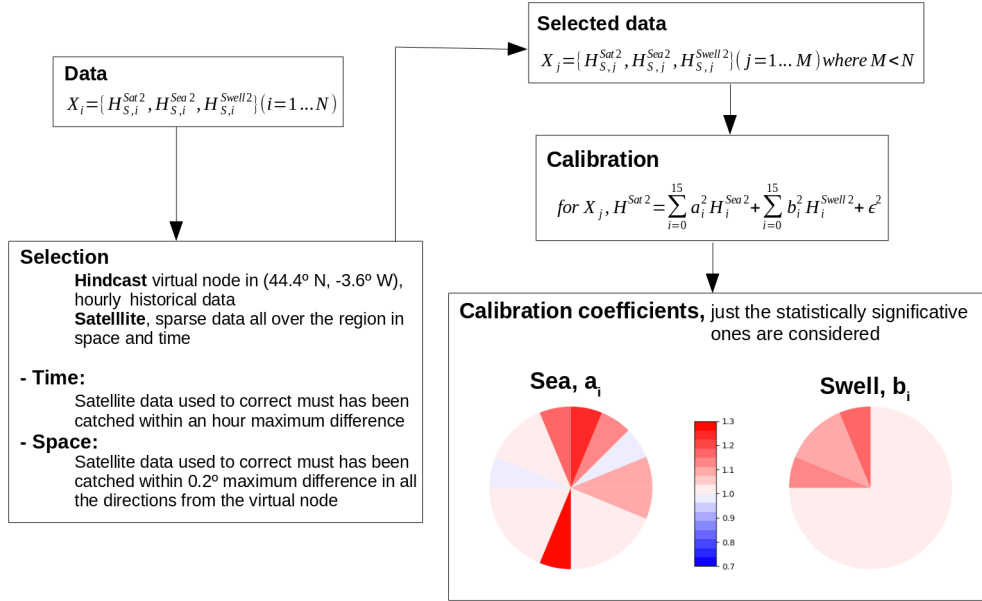 Data
X_i={H_{S,i}^{Sat 2}, H_{S,i}^{Sea 2}, H_{S,i}^{Swell 2}}(i=1...N)
Selection
Hindcast virtual node in (44.4º N, -3.6º W),
hourly historical data
Satelllite, sparse data all over the region in
space and time
- Time:
Satellite data used to correct must has been
catched within an hour maximum difference
- Space:
Satellite data used to correct must has been
catched within 0.2º maximum difference in all
the directions from the virtual node
Selected data
X_j={H_{S,j}^{Sat 2}, H_{S,j}^{Sea 2}, H_{S,j}^{Swell 2}}(j=1...M) where M<N
Calibration
for X_j, H^{Sat 2}=∑_{i=0}^{15} a_i^2 H_i^{Sea 2}+∑_{i=0}^{15} b_i^2 H_i^{Swell 2}+ϵ^2
Calibration coefficients, just the statistically significative
ones are considered
Sea, a_i
1.3
1.2
1.1
1.0
0.9
0.8
0.7
Swell, b_i